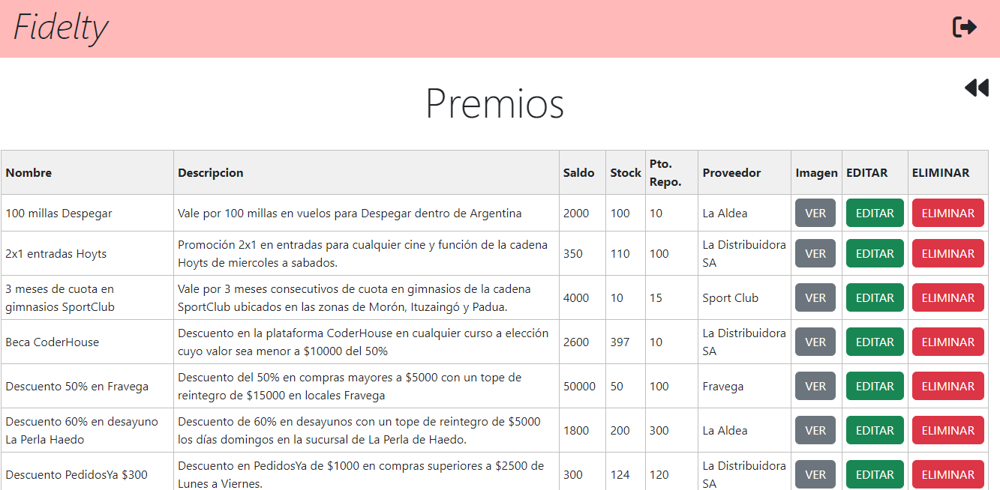 Fidelty
Premios
Nombre Descripcion Saldo Stock Pto. Repo. Proveedor Imagen EDITAR ELIMINAR
100 millas Despegar Vale por 100 millas en vuelos para Despegar dentro de Argentina 2000 100 10 La Aldea VER EDITAR ELIMINAR
2x1 entradas Hoyts Promoción 2x1 en entradas para cualquier cine y función de la cadena
Hoyts de miercoles a sabados. 350 110 100 La Distribuidora
SA VER EDITAR ELIMINAR
3 meses de cuota en
gimnasios SportClub Vale por 3 meses consecutivos de cuota en gimnasios de la cadena
SportClub ubicados en las zonas de Morón, Ituzaingó y Padua. 4000 10 15 Sport Club VER EDITAR ELIMINAR
Beca CoderHouse Descuento en la plataforma CoderHouse en cualquier curso a elección
cuyo valor sea menor a $10000 del 50% 2600 397 10 La Distribuidora
SA VER EDITAR ELIMINAR
Descuento 50% en Fravega Descuento del 50% en compras mayores a $5000 con un tope de
reintegro de $15000 en locales Fravega 50000 50 100 Fravega VER EDITAR ELIMINAR
Descuento 60% en desayuno
La Perla Haedo Descuento de 60% en desayunos con un tope de reintegro de $5000
los días domingos en la sucursal de La Perla de Haedo. 1800 200 300 La Aldea VER EDITAR ELIMINAR
Descuento PedidosYa $300 Descuento en PedidosYa de $1000 en compras superiores a $2500 de
Lunes a Viernes. 300 124 120 La Distribuidora
SA VER EDITAR ELIMINAR